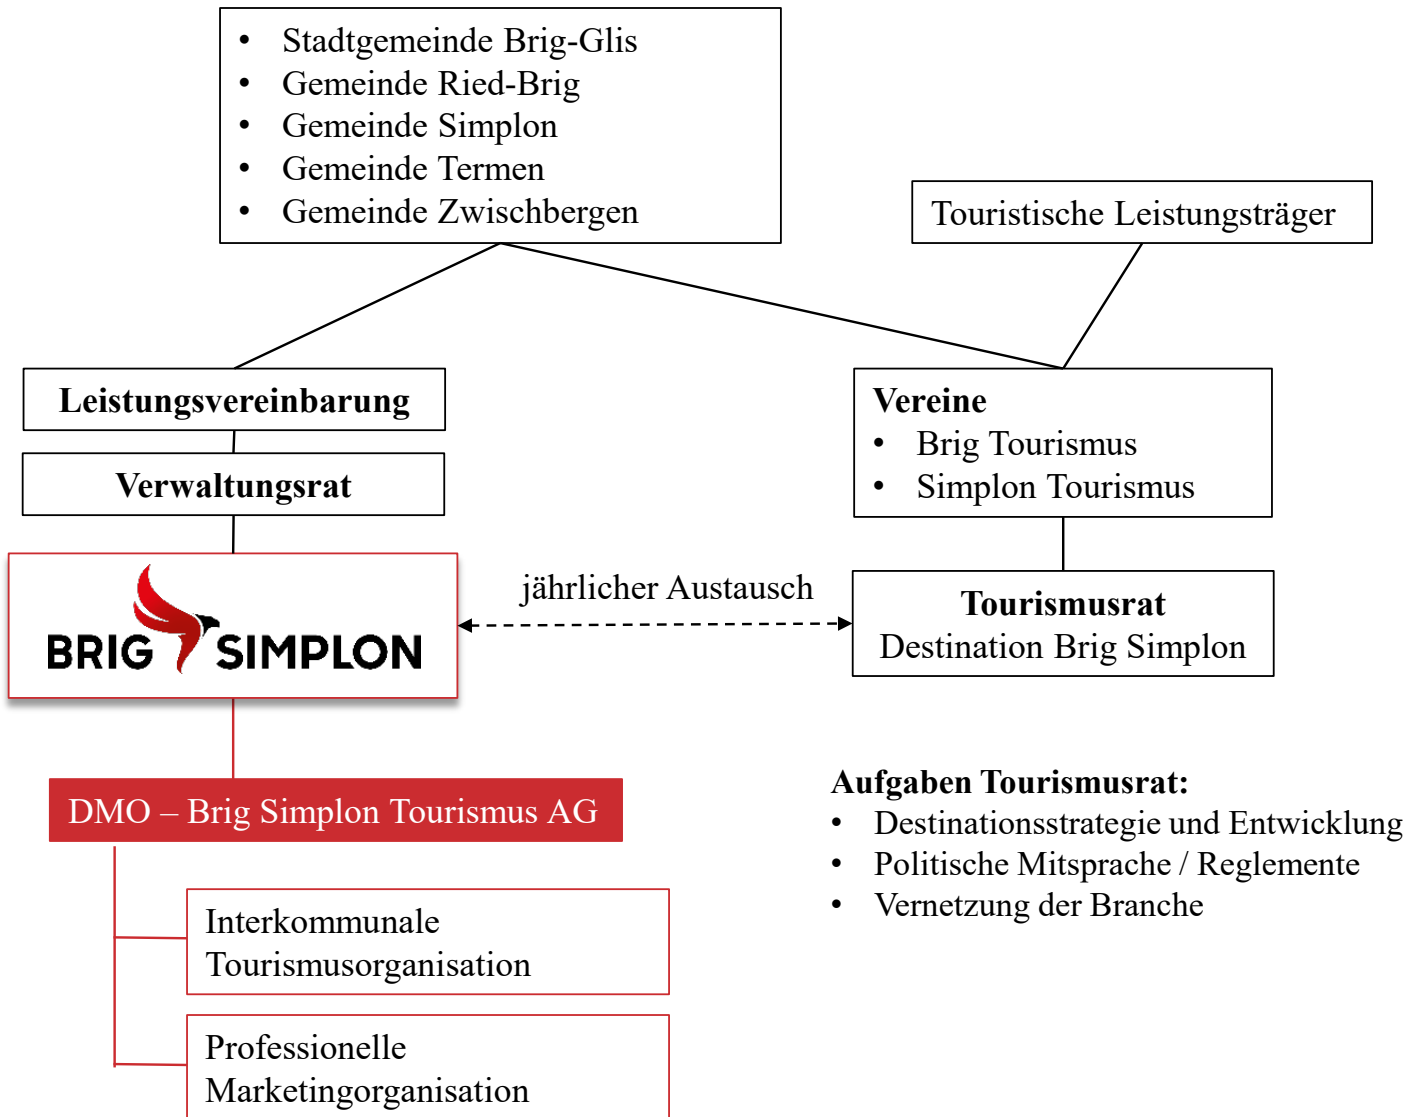 • Stadtgemeinde Brig-Glis
• Gemeinde Ried-Brig
• Gemeinde Simplon
• Gemeinde Termen
• Gemeinde Zwischbergen
Touristische Leistungsträger
Leistungsvereinbarung
Verwaltungsrat
Vereine
• Brig Tourismus
• Simplon Tourismus
BRIG SIMPLON
jährlicher Austausch
Tourismusrat
Destination Brig Simplon
DMO – Brig Simplon Tourismus AG
Interkommunale
Tourismusorganisation
Professionelle
Marketingorganisation
Aufgaben Tourismusrat:
• Destinationsstrategie und Entwicklung
• Politische Mitsprache / Reglemente
• Vernetzung der Branche